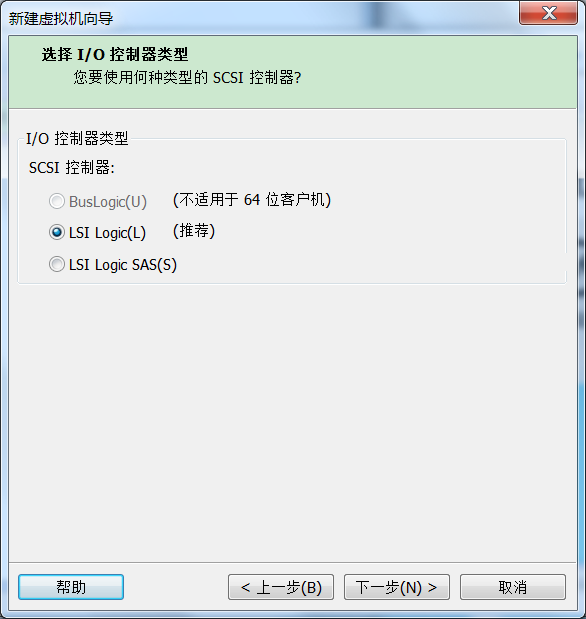 新建虚拟机向导
选择 I/O 控制器类型
您要使用何种类型的 SCSI 控制器?
I/O 控制器类型
SCSI 控制器:
BusLogic(U) (不适用于 64 位客户机)
LSI Logic(L) (推荐)
LSI Logic SAS(S)
帮助 < 上一步(B) 下一步(N) > 取消